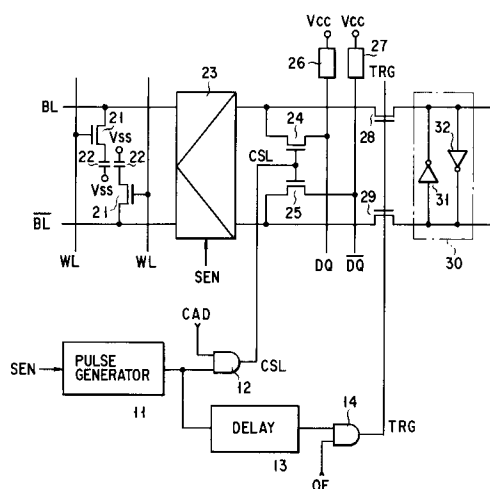 Vcc Vcc
23 26 27
TRG
BL 21 24 28 32
Vss
22 22 CSL
Vss 31
21 25 29
BL
WL WL SEN DQ DQ 30
CAD
SEN PULSE GENERATOR CSL
12 14
11 DELAY TRG
13
OE